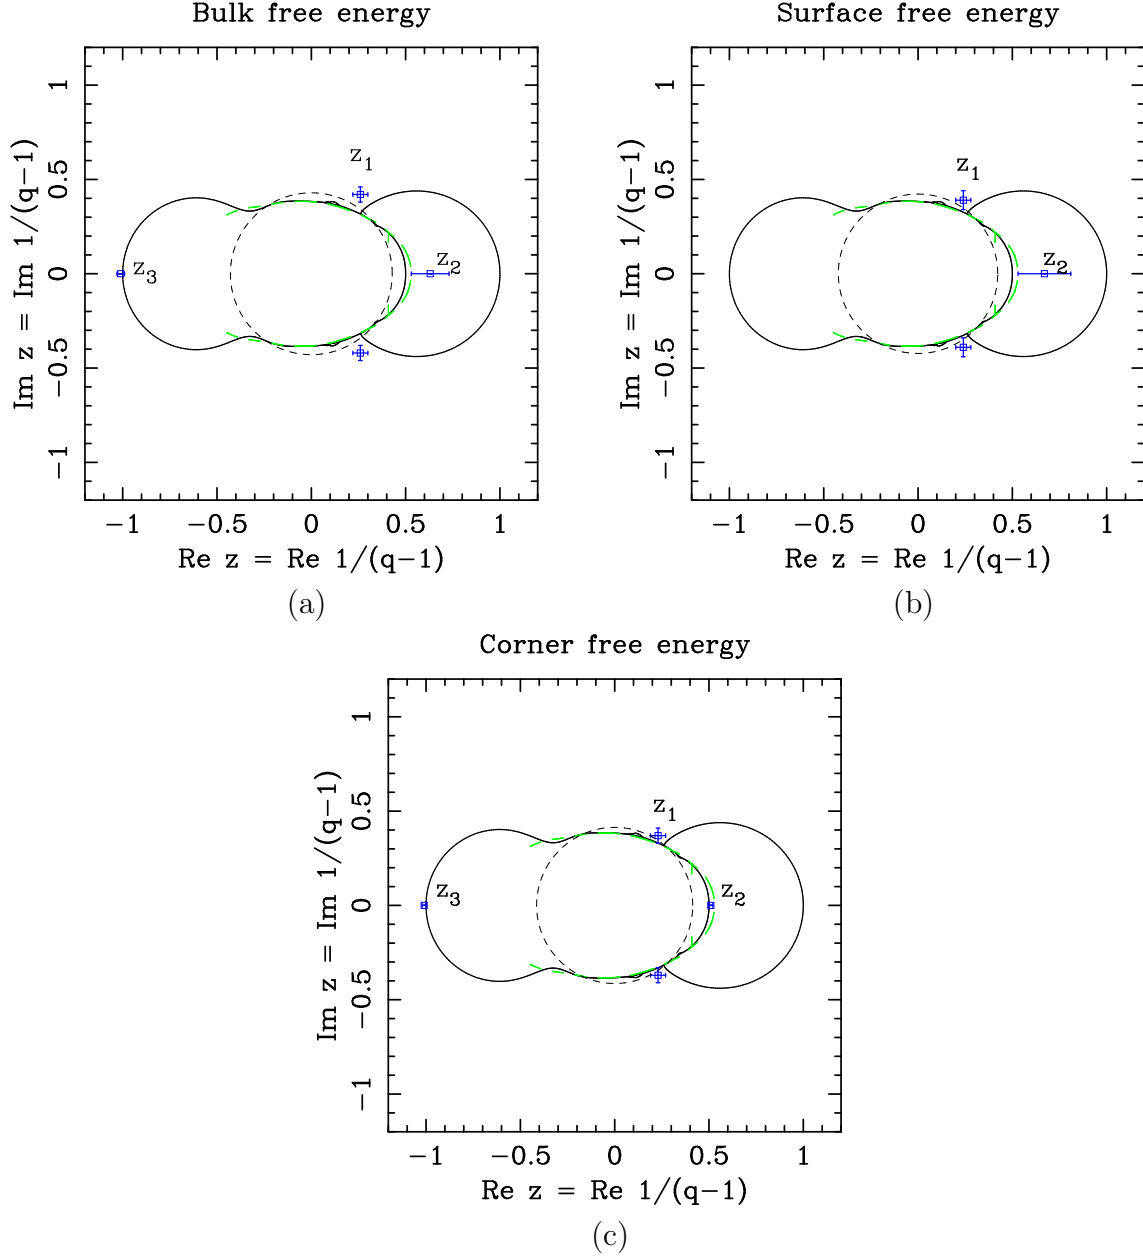 Bulk free energy
Im z = Im 1/(q−1)
1
0.5
0
−0.5
−1
z1
z2
z3
−1 −0.5 0 0.5 1
Re z = Re 1/(q−1)
(a)
Surface free energy
Im z = Im 1/(q−1)
1
0.5
0
−0.5
−1
z1
z2
−1 −0.5 0 0.5 1
Re z = Re 1/(q−1)
(b)
Corner free energy
Im z = Im 1/(q−1)
1
0.5
0
−0.5
−1
z1
z3
z2
−1 −0.5 0 0.5 1
Re z = Re 1/(q−1)
(c)